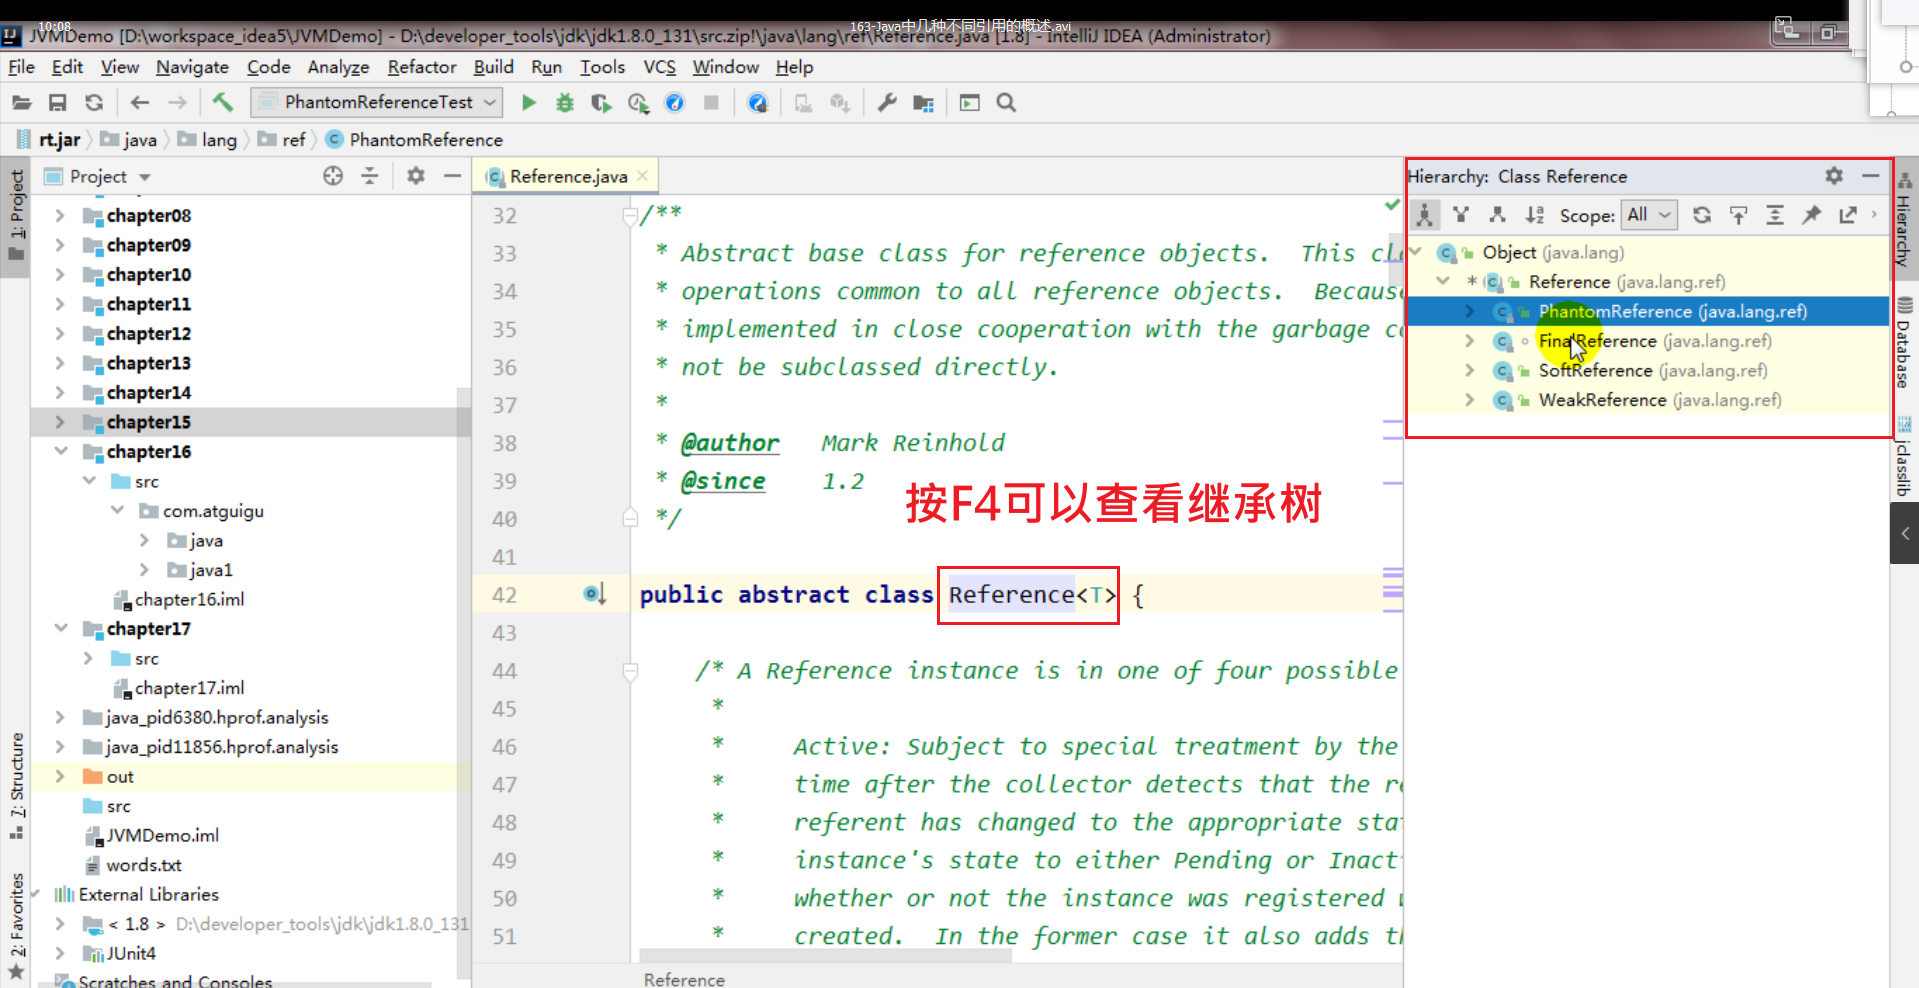 10:08
163-Java中几种不同引用的概述.avi
JVMDemo [D:\workspace_idea5\JVMDemo] - D:\developer_tools\jdk\jdk1.8.0_131\src.zip!\java\lang\ref\Reference.java [1.8] - IntelliJ IDEA (Administrator)
File Edit View Navigate Code Analyze Refactor Build Run Tools VCS Window Help
PhantomReferenceTest
rt.jar java lang ref PhantomReference
1: Project
7: Structure
2: Favorites
Project
chapter08
chapter09
chapter10
chapter11
chapter12
chapter13
chapter14
chapter15
chapter16
src
com.atguigu
java
java1
chapter16.iml
chapter17
src
chapter17.iml
java_pid6380.hprof.analysis
java_pid11856.hprof.analysis
out
src
JVMDemo.iml
words.txt
External Libraries
< 1.8 > D:\developer_tools\jdk\jdk1.8.0_131
JUnit4
Scratches and Consoles
Reference.java
32 /**
33 * Abstract base class for reference objects. This cl
34 * operations common to all reference objects. Becaus
35 * implemented in close cooperation with the garbage c
36 * not be subclassed directly.
37 *
38 * @author Mark Reinhold
39 * @since 1.2
按F4可以查看继承树
40 */
41
42 public abstract class Reference<T> {
43
44 /* A Reference instance is in one of four possible
45 *
46 * Active: Subject to special treatment by the
47 * time after the collector detects that the r
48 * referent has changed to the appropriate sta
49 * instance's state to either Pending or Inact
50 * whether or not the instance was registered
51 * created. In the former case it also adds t
Reference
Hierarchy: Class Reference
Scope: All
Object (java.lang)
* Reference (java.lang.ref)
PhantomReference (java.lang.ref)
FinalReference (java.lang.ref)
SoftReference (java.lang.ref)
WeakReference (java.lang.ref)
Hierarchy
Database
jclasslib